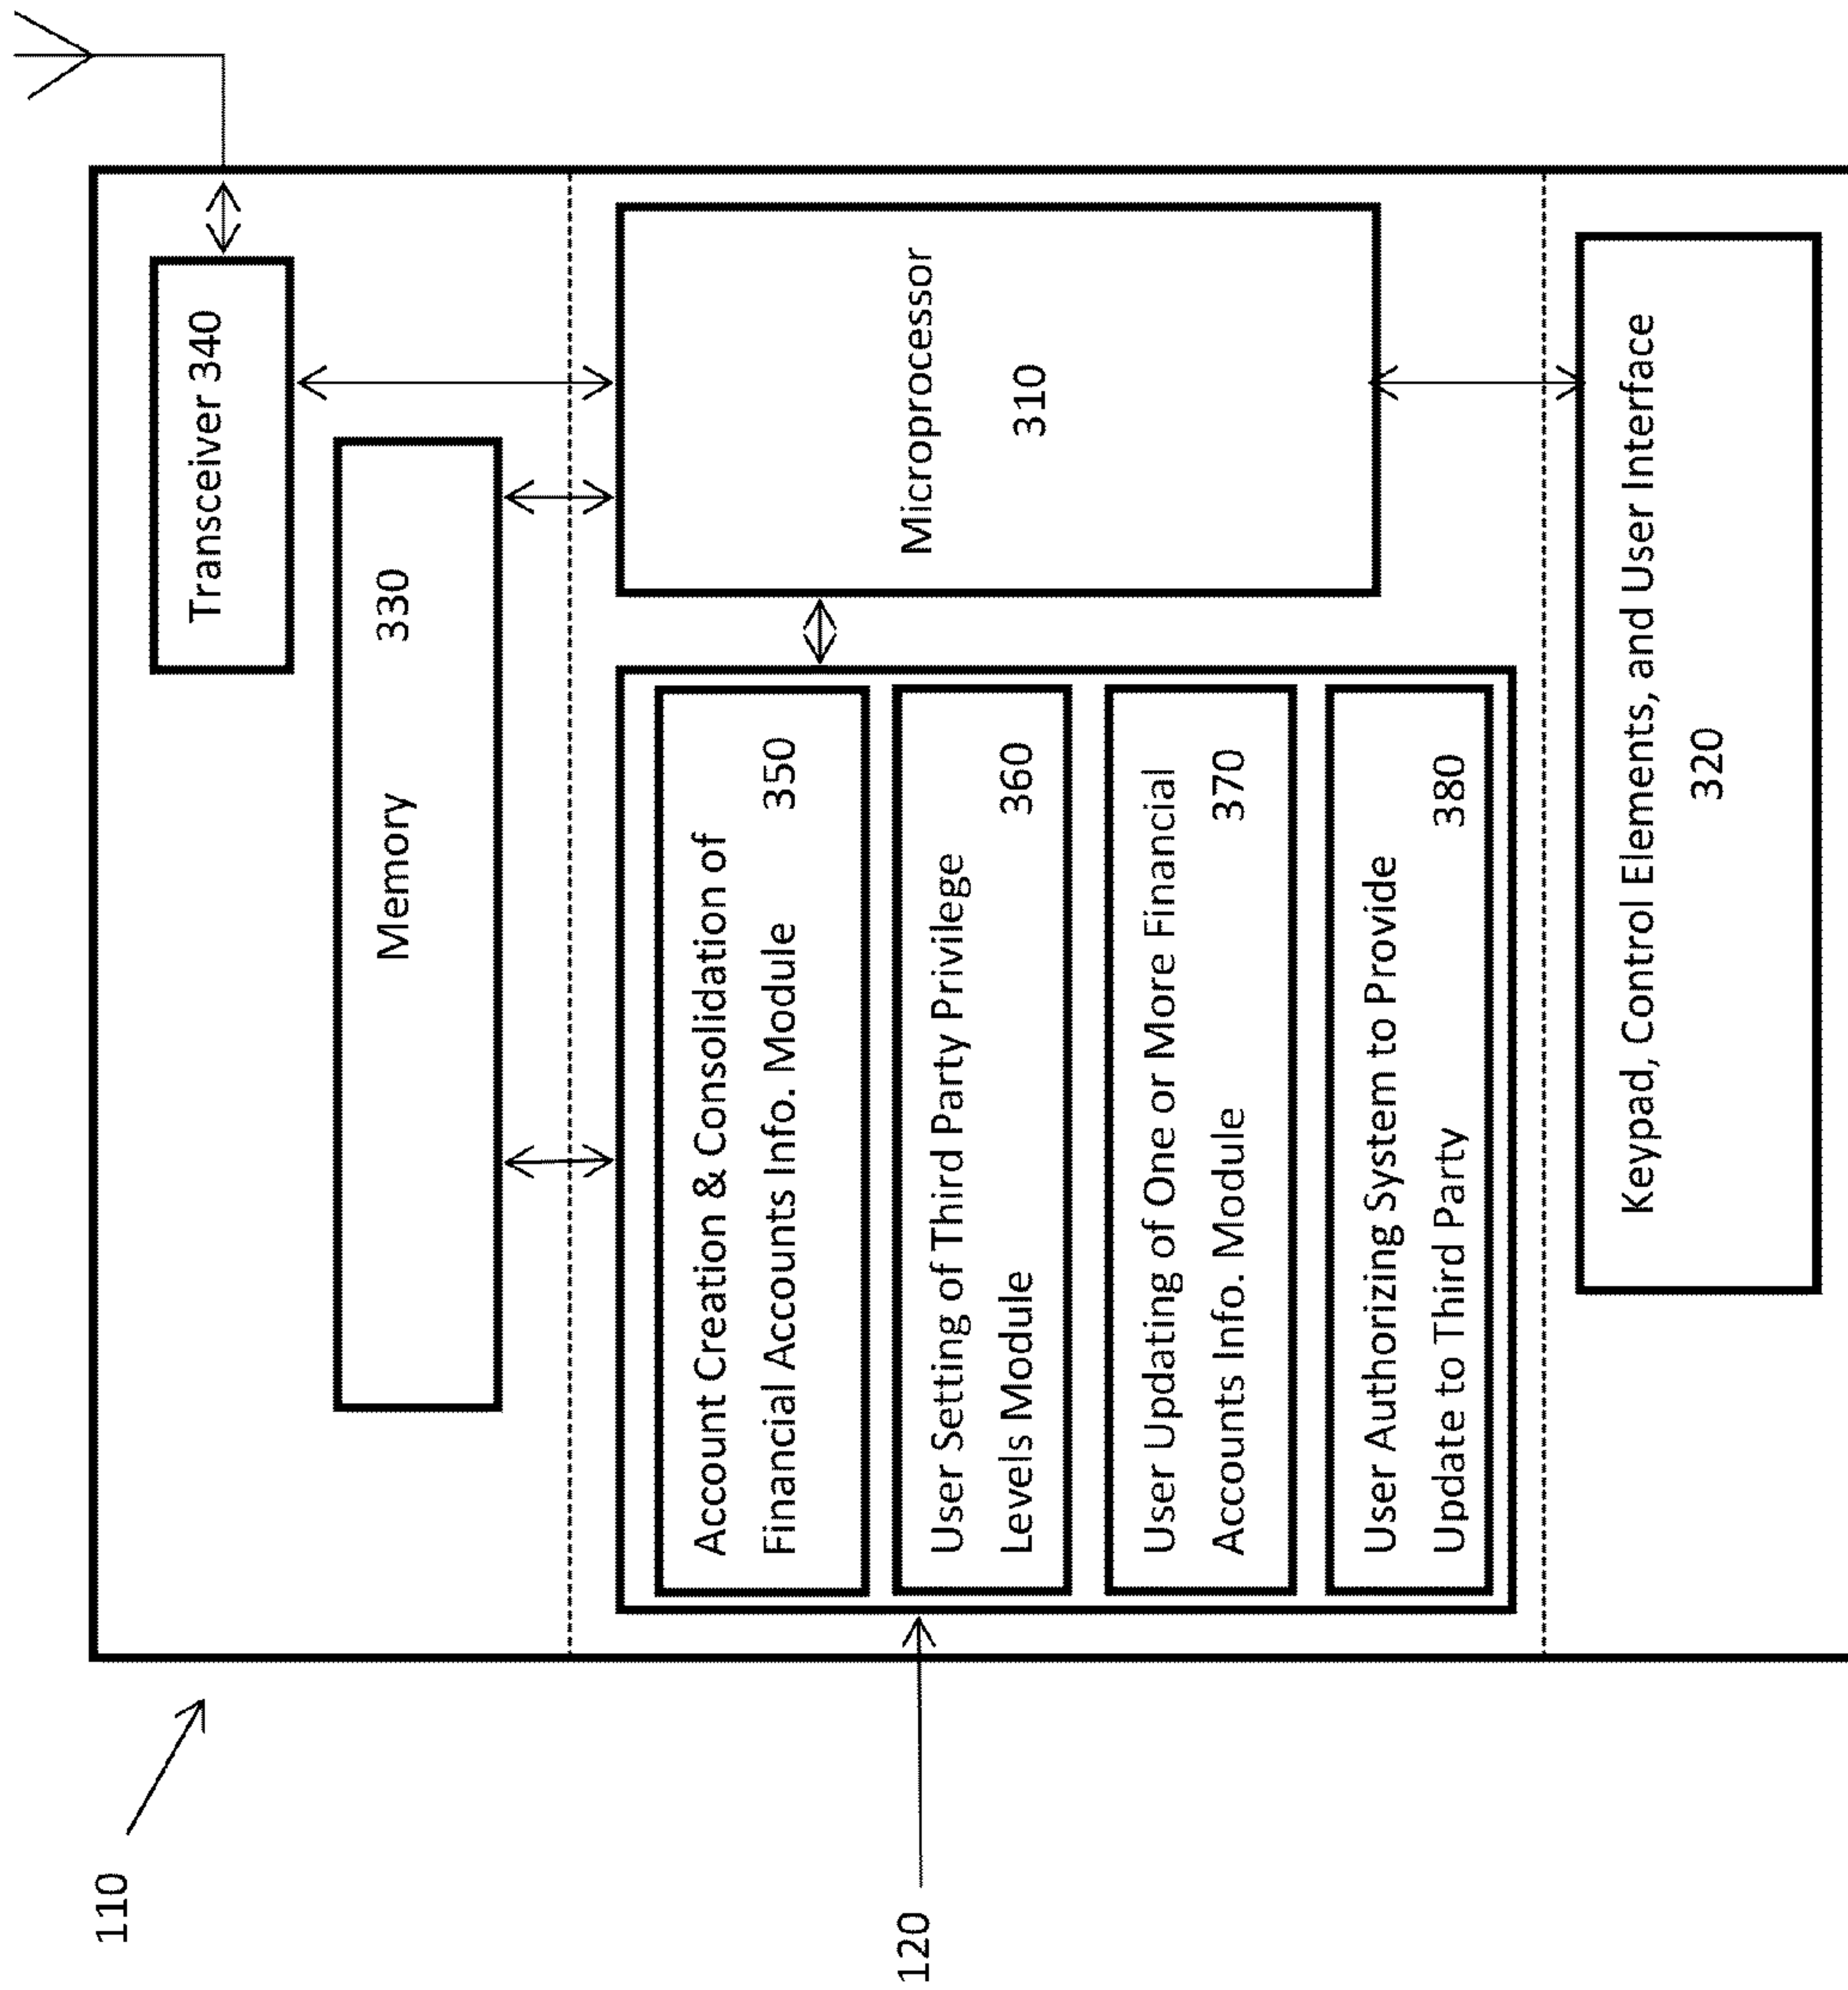 110
Transceiver 340
Memory 330
120
Account Creation & Consolidation of
Financial Accounts Info. Module 350
User Setting of Third Party Privilege
Levels Module 360
User Updating of One or More Financial
Accounts Info. Module 370
User Authorizing System to Provide
Update to Third Party 380
Microprocessor
310
Keypad, Control Elements, and User Interface
320